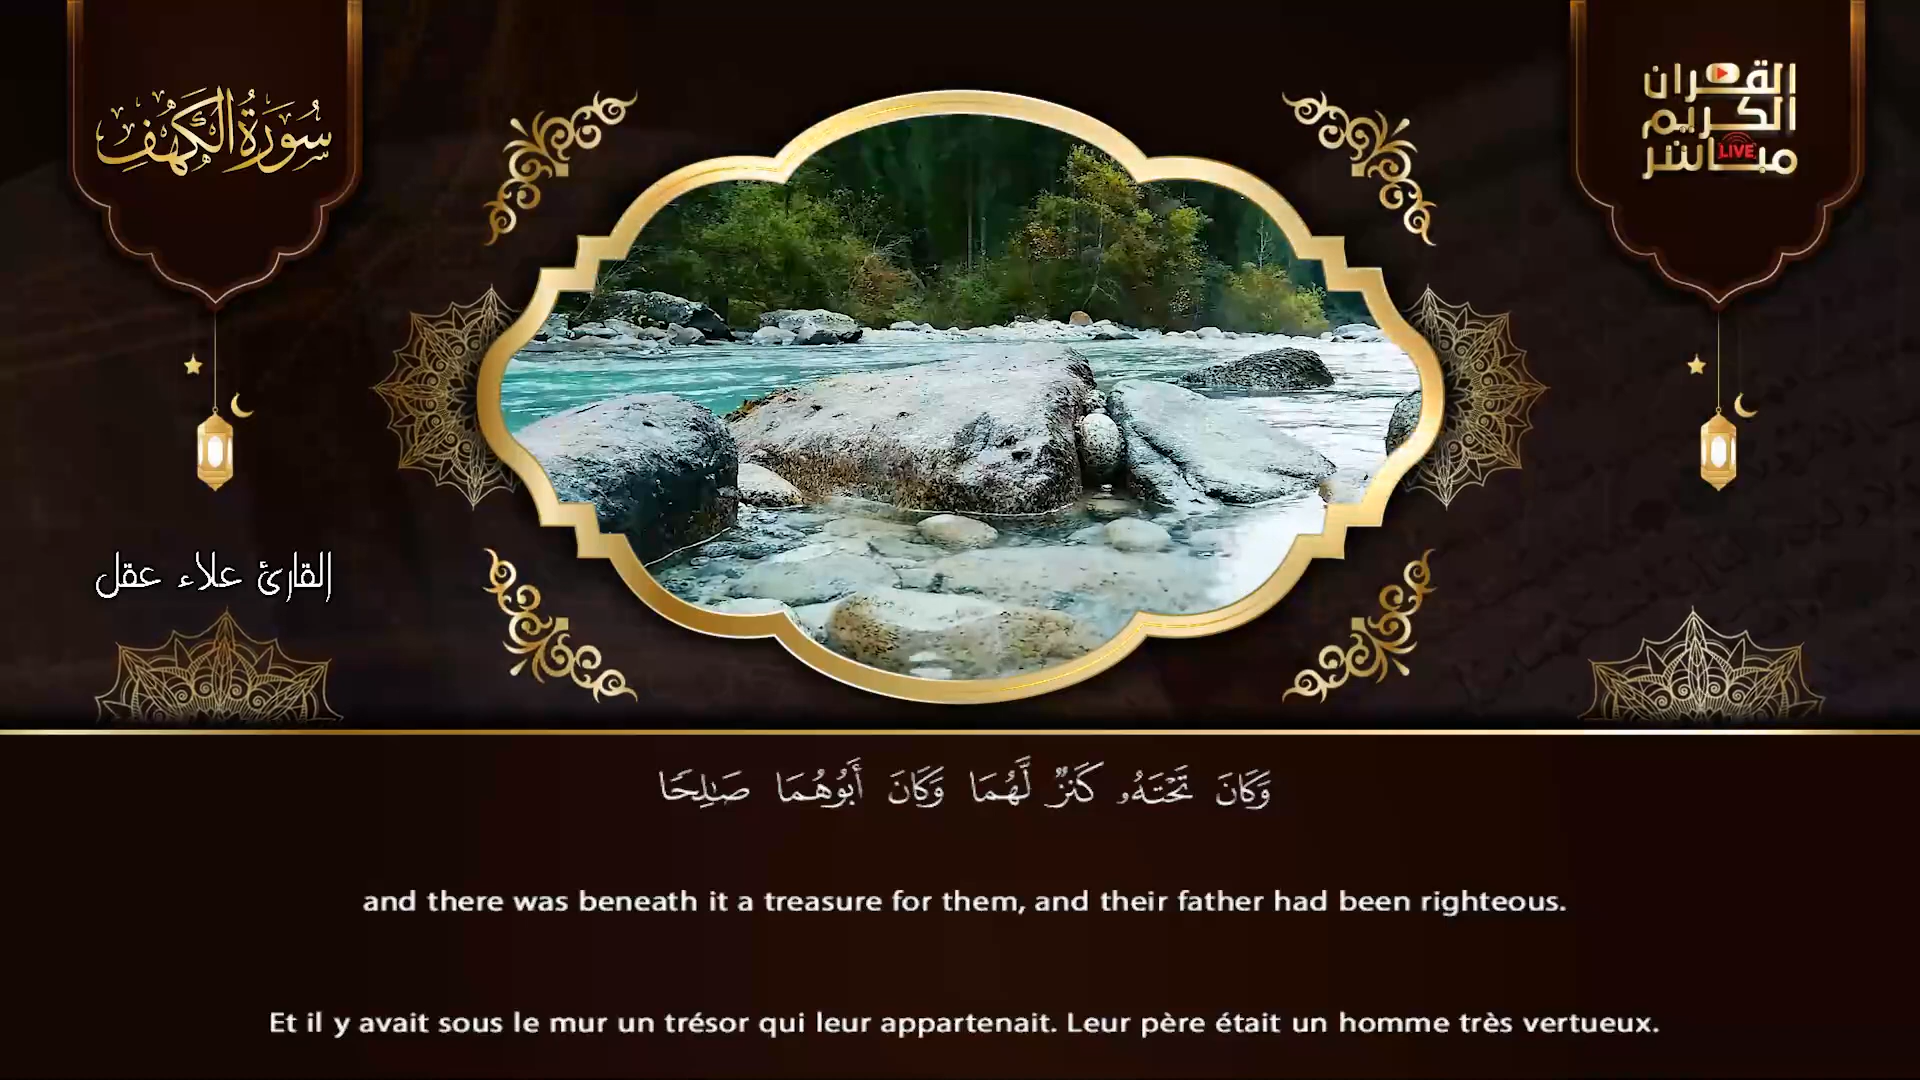 سُورَةُ الكَهْفِ
القرآن
الكريم
مباشر
LIVE
القارئ علاء عقل
وَكَانَ تَحْتَهُۥ كَنزٌ لَّهُمَا وَكَانَ أَبُوهُمَا صَـٰلِحًا
and there was beneath it a treasure for them, and their father had been righteous.
Et il y avait sous le mur un trésor qui leur appartenait. Leur père était un homme très vertueux.